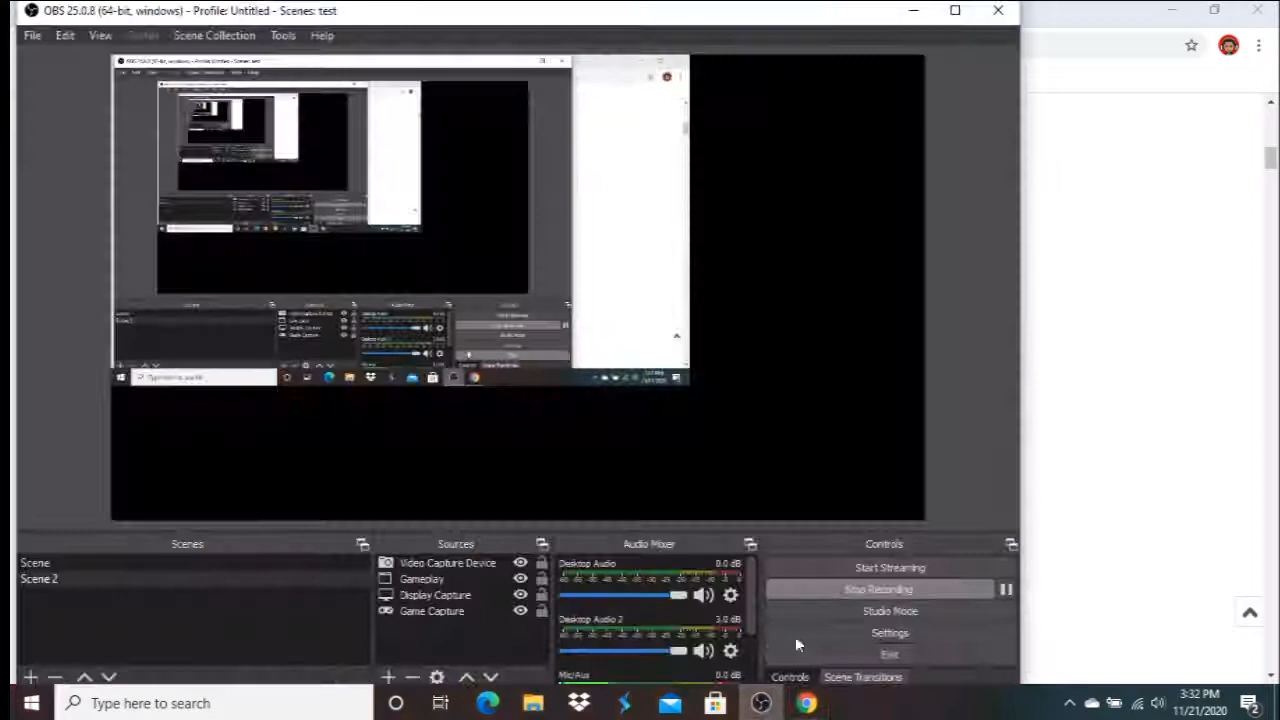 OBS 25.0.8 (64-bit, windows) - Profile: Untitled - Scenes: test
File Edit View Scene Collection Tools Help
Scenes Sources Audio Mixer Controls
Scene
Scene 2
Video Capture Device
Gameplay
Display Capture
Game Capture
Desktop Audio 0.0 dB
Desktop Audio 2 3.0 dB
Mic/Aux 0.0 dB
Start Streaming
Stop Recording
Studio Mode
Settings
Exit
Controls Scene Transitions
Type here to search
3:32 PM
11/21/2020
2